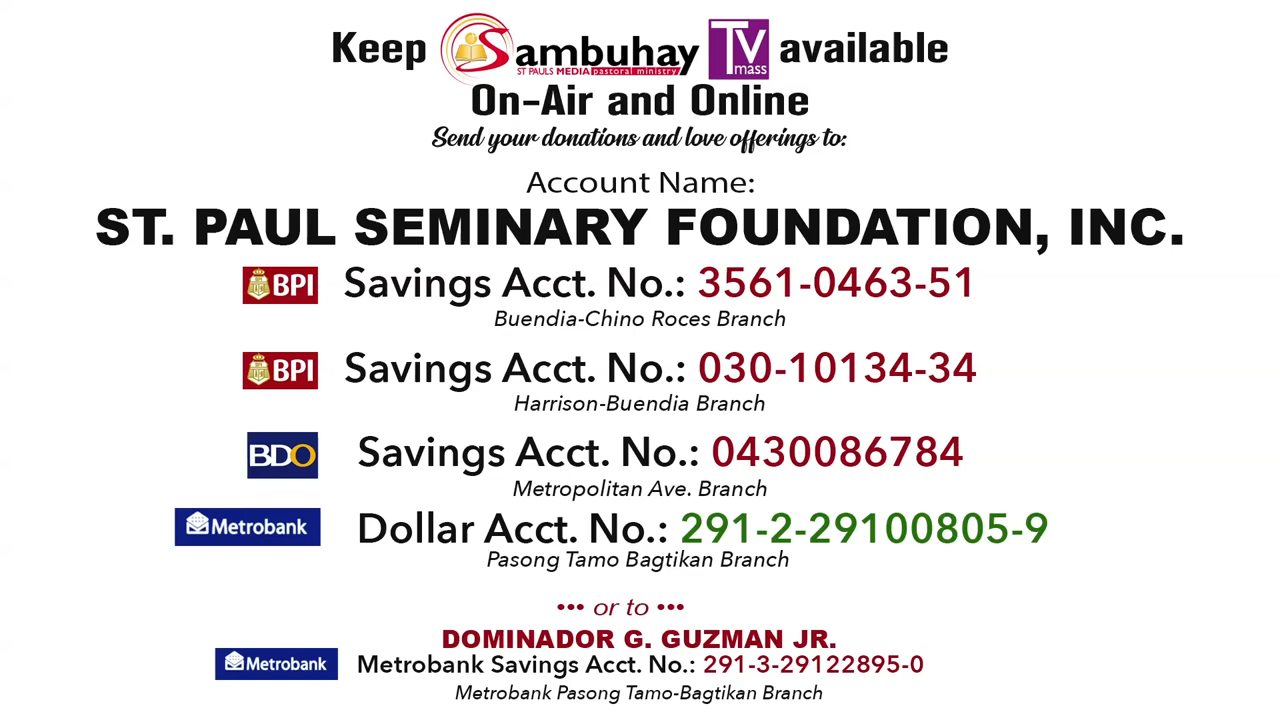 Keep Sambuhay TV mass available
ST PAULS MEDIA pastoral ministry
On-Air and Online
Send your donations and love offerings to:
Account Name:
ST. PAUL SEMINARY FOUNDATION, INC.
BPI Savings Acct. No.: 3561-0463-51
Buendia-Chino Roces Branch
BPI Savings Acct. No.: 030-10134-34
Harrison-Buendia Branch
BDO Savings Acct. No.: 0430086784
Metropolitan Ave. Branch
Metrobank Dollar Acct. No.: 291-2-29100805-9
Pasong Tamo Bagtikan Branch
••• or to •••
DOMINADOR G. GUZMAN JR.
Metrobank Metrobank Savings Acct. No.: 291-3-29122895-0
Metrobank Pasong Tamo-Bagtikan Branch